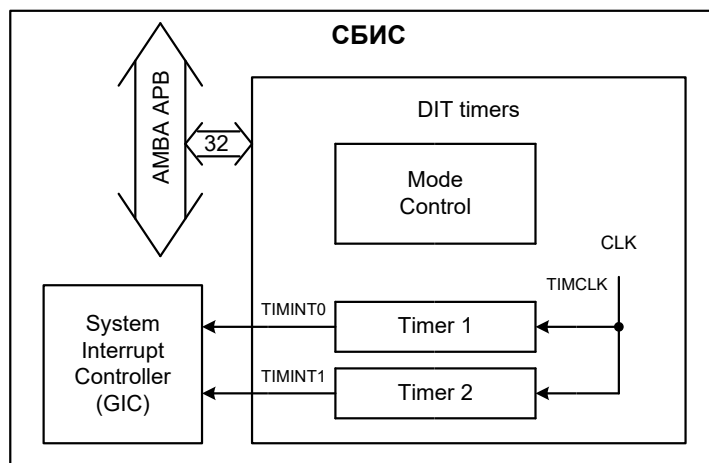 СБИС
AMBA APB
32
DIT timers
Mode
Control
CLK
TIMCLK
System
Interrupt
Controller
(GIC)
TIMINT0
Timer 1
TIMINT1
Timer 2